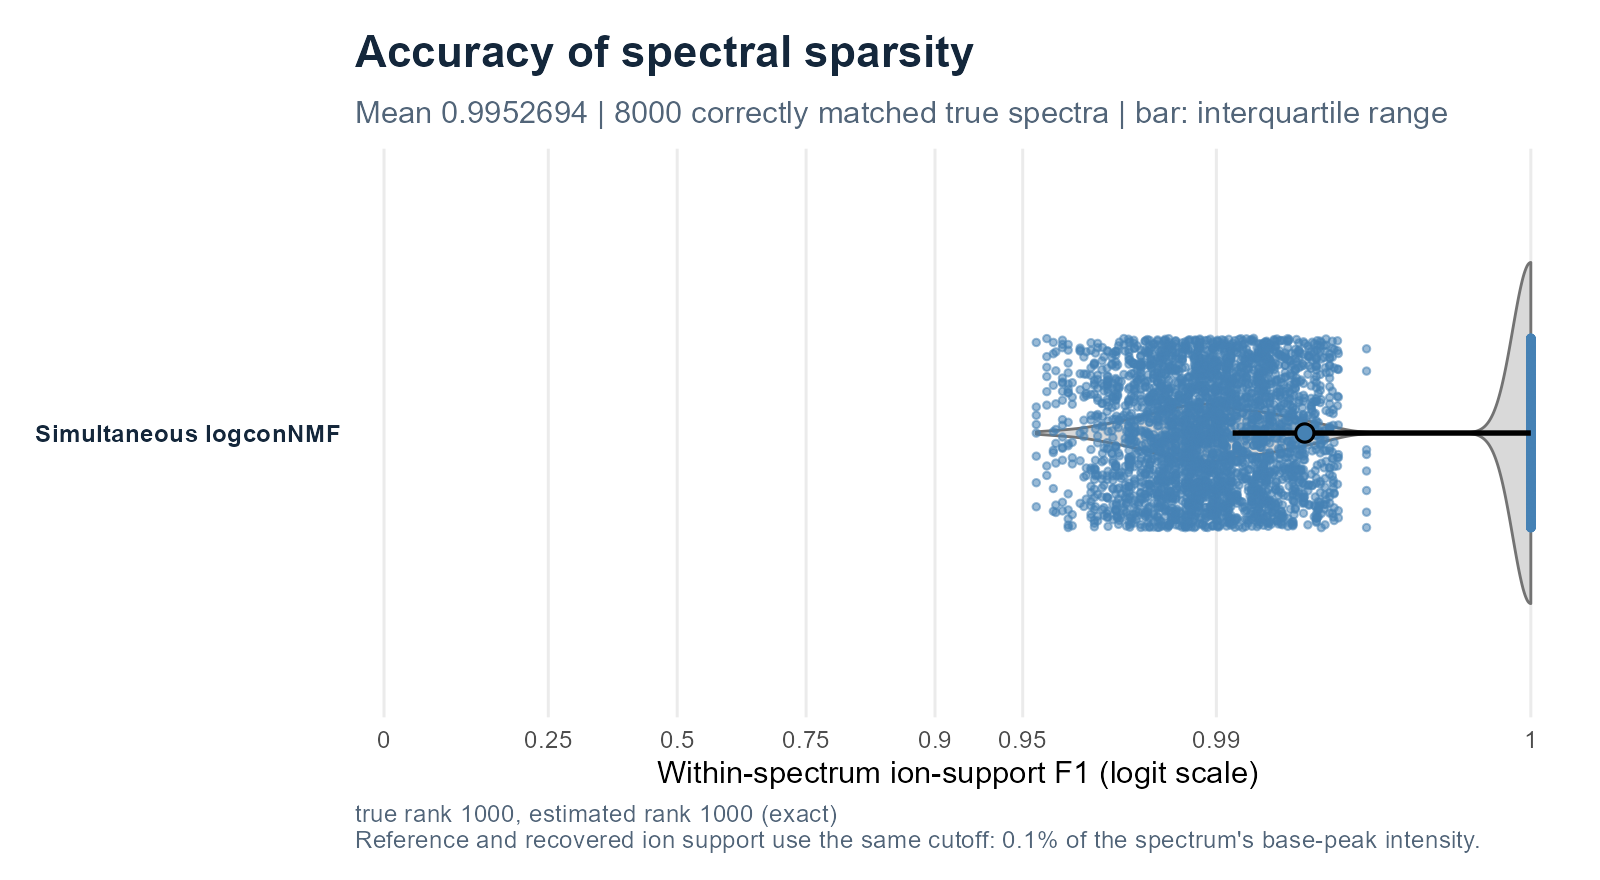 Accuracy of spectral sparsity
Mean 0.9952694 | 8000 correctly matched true spectra | bar: interquartile range
Simultaneous logconNMF
0 0.25 0.5 0.75 0.9 0.95 0.99 1
Within-spectrum ion-support F1 (logit scale)
true rank 1000, estimated rank 1000 (exact)
Reference and recovered ion support use the same cutoff: 0.1% of the spectrum's base-peak intensity.